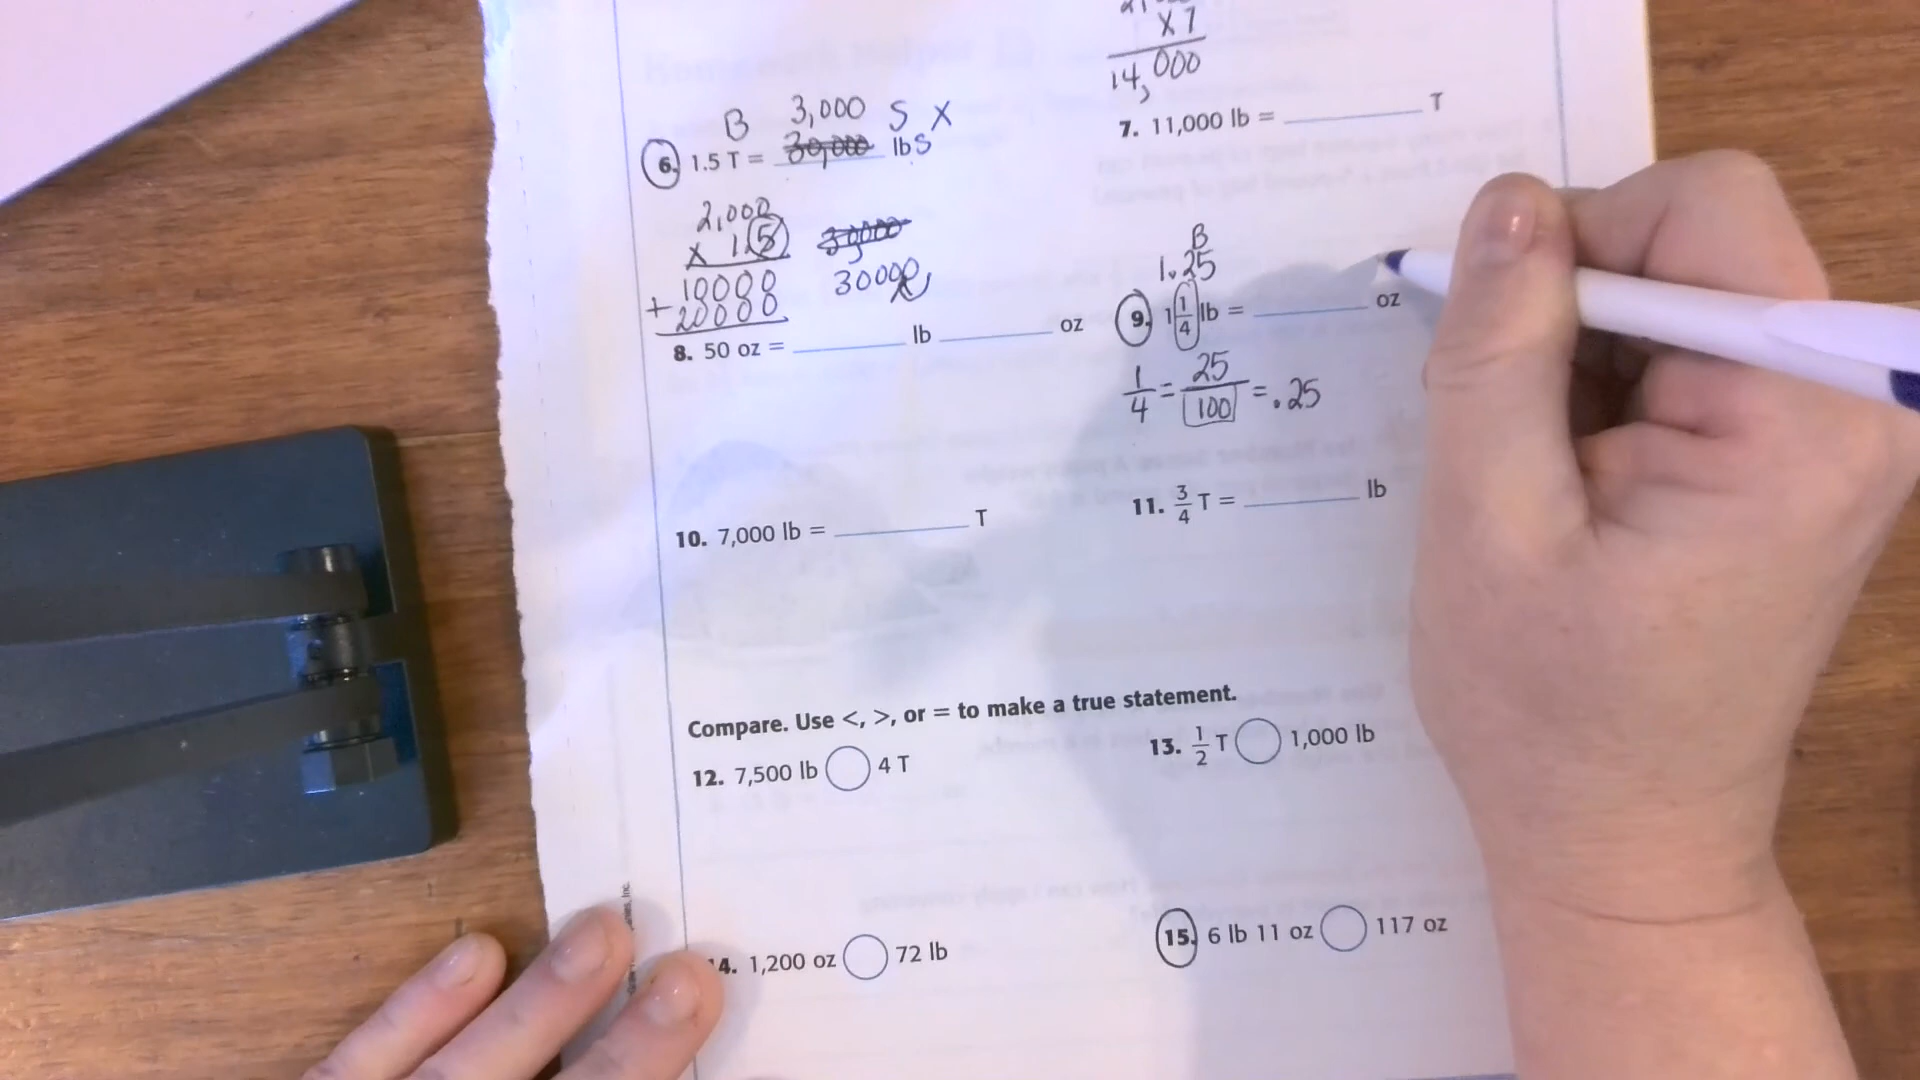 x 7
14,000
B 3,000 S X
6. 1.5 T = 30,000 lbs
7. 11,000 lb = T
2,000
x 1.5
10000
+ 20000
30000
B
1.25
8. 50 oz = lb oz
9. 1 1/4 lb = oz
1/4 = 25/100 = .25
10. 7,000 lb = T
11. 3/4 T = lb
Compare. Use <, >, or = to make a true statement.
12. 7,500 lb 4 T
13. 1/2 T 1,000 lb
4. 1,200 oz 72 lb
15. 6 lb 11 oz 117 oz